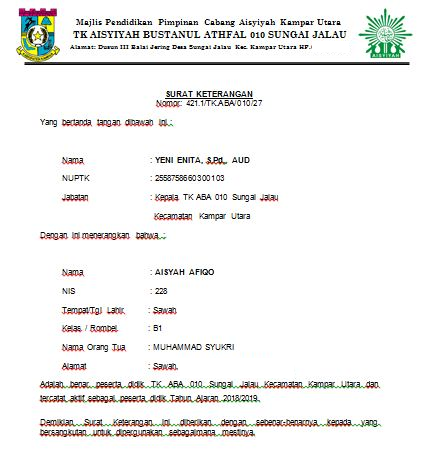 Majlis Pendidikan Pimpinan Cabang Aisyiyah Kampar Utara
TK AISYIYAH BUSTANUL ATHFAL 010 SUNGAI JALAU
Alamat: Dusun III Balai Jering Desa Sungai Jalau Kec. Kampar Utara HP.
SURAT KETERANGAN
Nomor: 421.1/TK.ABA/010/27
Yang bertanda tangan dibawah ini :
Nama : YENI ENITA, S.Pd., AUD
NUPTK : 2558758660300103
Jabatan : Kepala TK ABA 010 Sungai Jalau
Kecamatan Kampar Utara
Dengan ini menerangkan bahwa :
Nama : AISYAH AFIQO
NIS : 228
Tempat/Tgl Lahir : Sawah
Kelas / Rombel : B1
Nama Orang Tua : MUHAMMAD SYUKRI
Alamat : Sawah.
Adalah benar peserta didik TK ABA 010 Sungai Jalau Kecamatan Kampar Utara dan
tercatat aktif sebagai peserta didik Tahun Ajaran 2018/2019.
Demikian Surat Keterangan ini diberikan dengan sebenar-benarnya kepada yang
bersangkutan untuk dipergunakan sebagaimana mestinya.